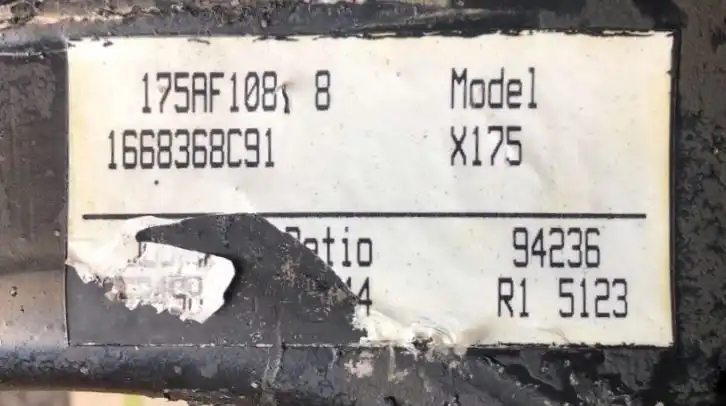 175AF108, 8 Model
1668368C91 X175
Ratio 94236
R1 5123